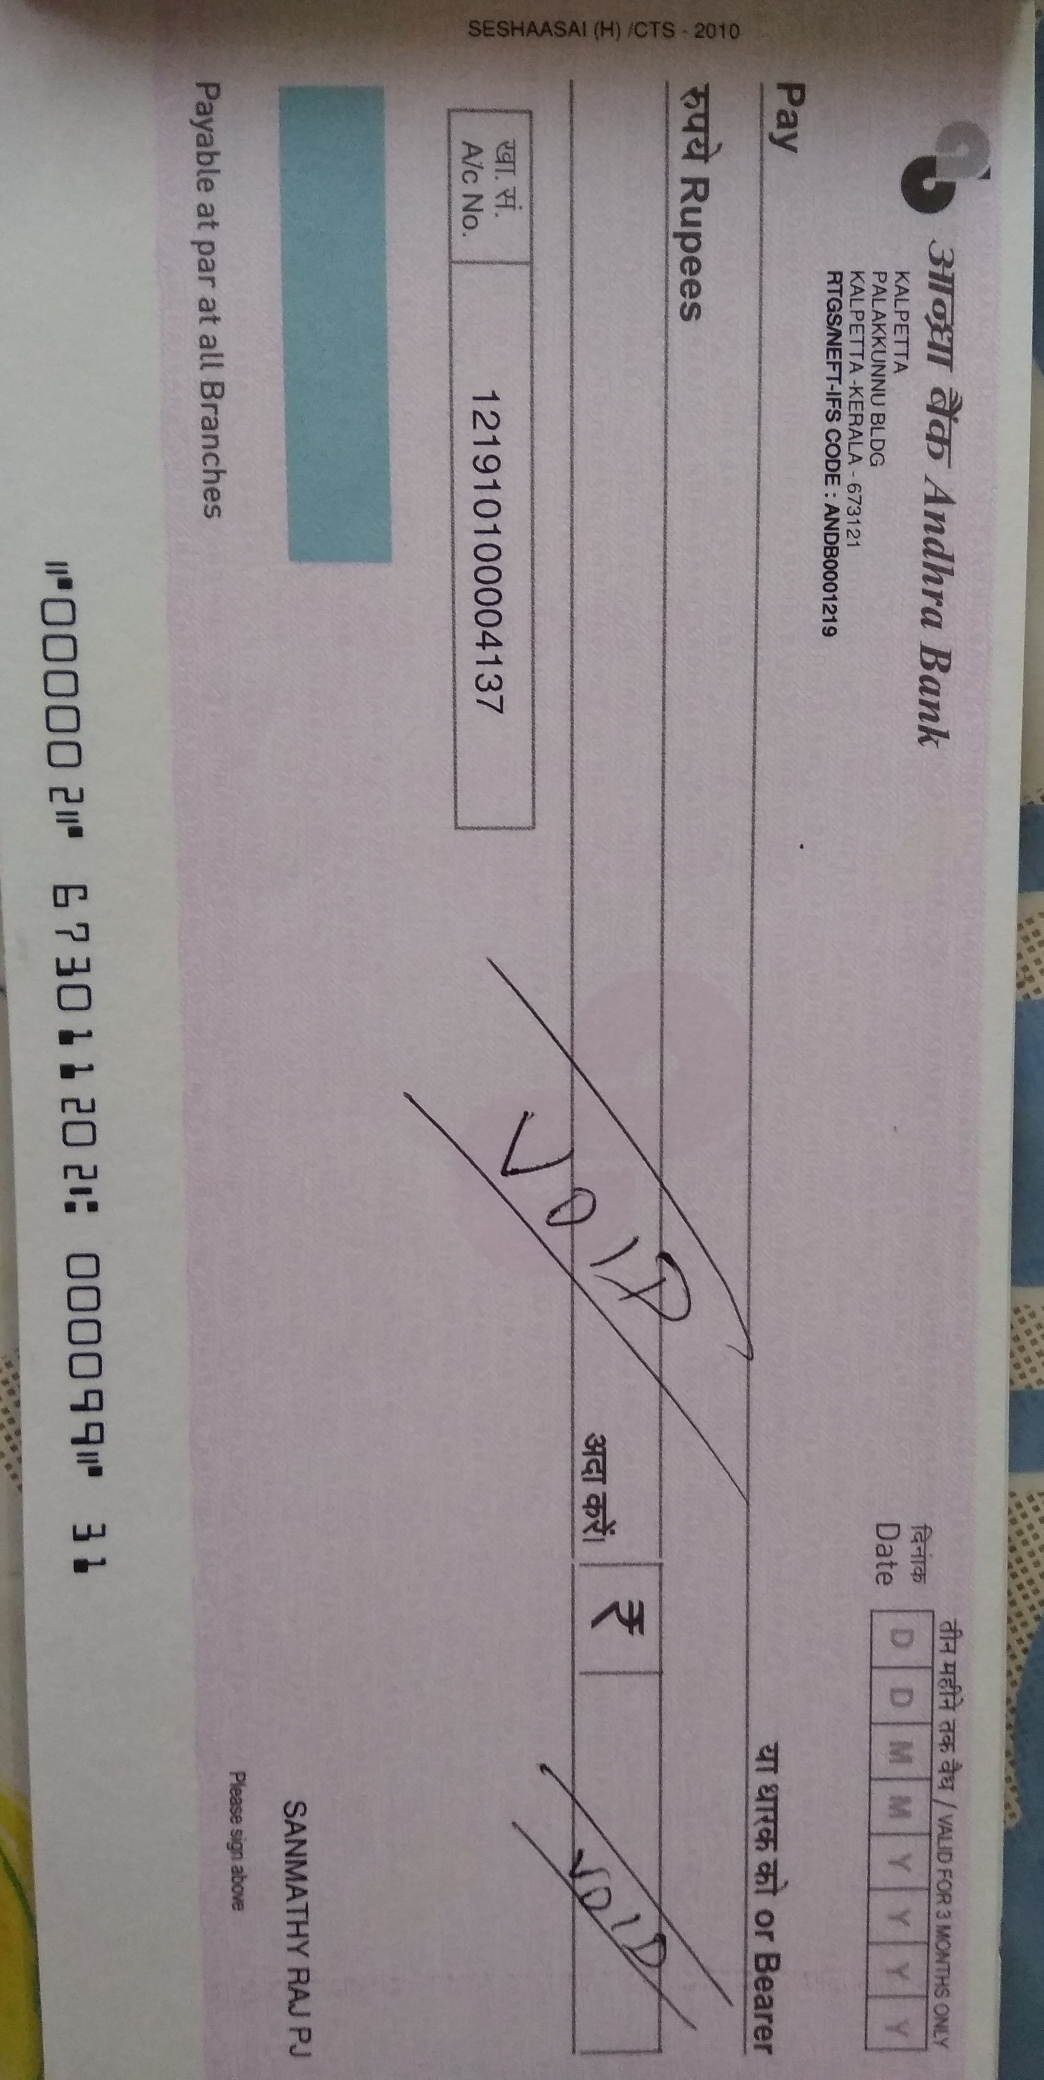 तीन महीने तक वैध / VALID FOR 3 MONTHS ONLY
आन्ध्रा बैंक Andhra Bank
KALPETTA
PALAKKUNNU BLDG
KALPETTA -KERALA - 673121
RTGS/NEFT-IFS CODE : ANDB0001219
दिनांक
Date
D D M M Y Y Y Y
Pay
या धारक को or Bearer
रुपये Rupees
VOID
अदा करें।
₹
VOID
खा. सं.
A/c No.
121910100004137
SANMATHY RAJ PJ
Please sign above
Payable at par at all Branches
SESHAASAI (H) /CTS - 2010
⑈000002⑈ 673011202⑆ 000099⑈ 31